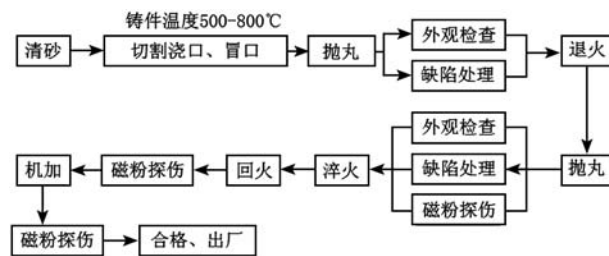 铸件温度500-800℃
清砂
切割浇口、冒口
抛丸
外观检查
缺陷处理
退火
抛丸
外观检查
缺陷处理
磁粉探伤
淬火
回火
磁粉探伤
机加
磁粉探伤
合格、出厂